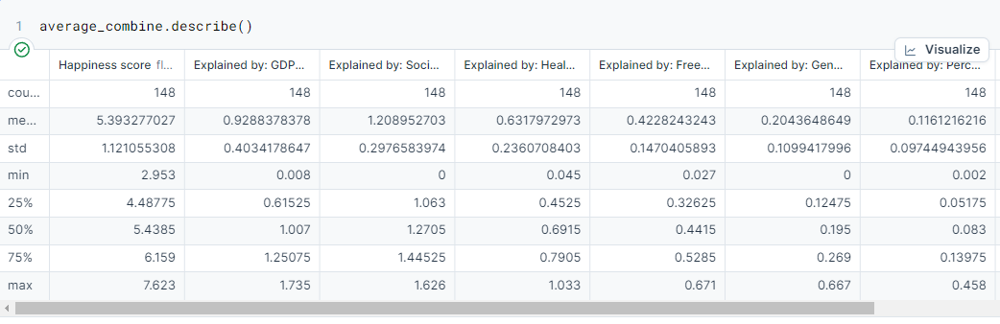 1 average_combine.describe()
Visualize
Happiness score fl... Explained by: GDP... Explained by: Soci... Explained by: Heal... Explained by: Free... Explained by: Gen... Explained by: Perc...
cou... 148 148 148 148 148 148 148
me... 5.393277027 0.9288378378 1.208952703 0.6317972973 0.4228243243 0.2043648649 0.1161216216
std 1.121055308 0.4034178647 0.2976583974 0.2360708403 0.1470405893 0.1099417996 0.09744943956
min 2.953 0.008 0 0.045 0.027 0 0.002
25% 4.48775 0.61525 1.063 0.4525 0.32625 0.12475 0.05175
50% 5.4385 1.007 1.2705 0.6915 0.4415 0.195 0.083
75% 6.159 1.25075 1.44525 0.7905 0.5285 0.269 0.13975
max 7.623 1.735 1.626 1.033 0.671 0.667 0.458